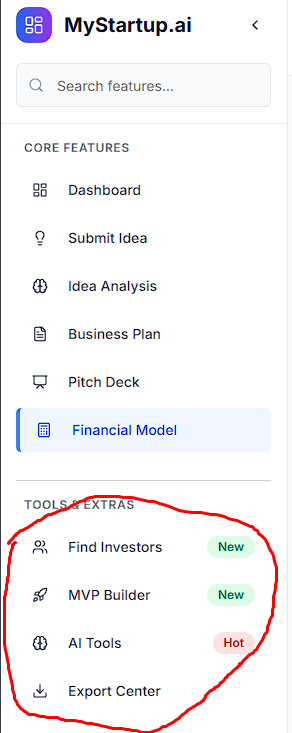 MyStartup.ai
Search features...
CORE FEATURES
Dashboard
Submit Idea
Idea Analysis
Business Plan
Pitch Deck
Financial Model
TOOLS & EXTRAS
Find Investors New
MVP Builder New
AI Tools Hot
Export Center